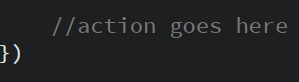 //action goes here
})